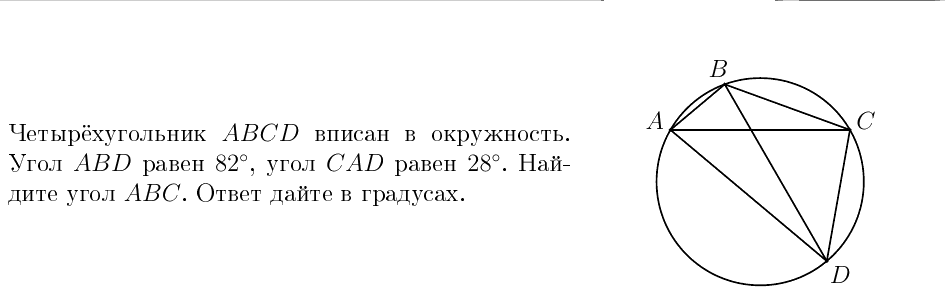 Четырёхугольник ABCD вписан в окружность.
Угол ABD равен 82°, угол CAD равен 28°. Най-
дите угол ABC. Ответ дайте в градусах.
B
A
C
D